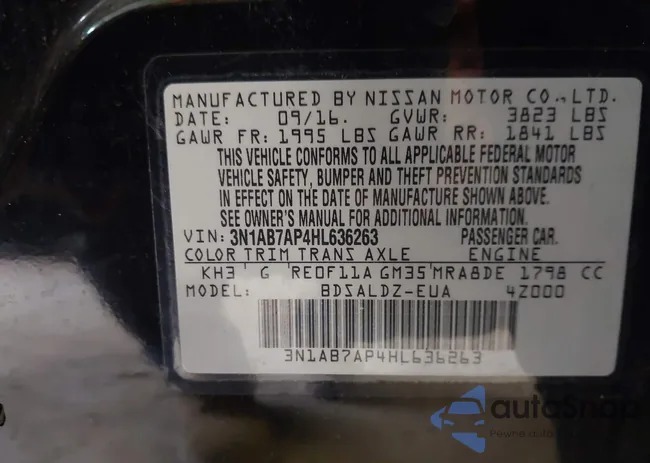 MANUFACTURED BY NISSAN MOTOR CO., LTD.
DATE: 09/16. GVWR: 3823 LBS
GAWR FR: 1995 LBS GAWR RR: 1841 LBS
THIS VEHICLE CONFORMS TO ALL APPLICABLE FEDERAL MOTOR
VEHICLE SAFETY, BUMPER AND THEFT PREVENTION STANDARDS
IN EFFECT ON THE DATE OF MANUFACTURE SHOWN ABOVE.
SEE OWNER'S MANUAL FOR ADDITIONAL INFORMATION.
VIN: 3N1AB7AP4HL636263 PASSENGER CAR.
COLOR TRIM TRANS AXLE ENGINE
KH3 G RE0F11A GM35 MRA8DE 1798 CC
MODEL: BDSALDZ-EUA 4Z000
3N1AB7AP4HL636263
autoSnap